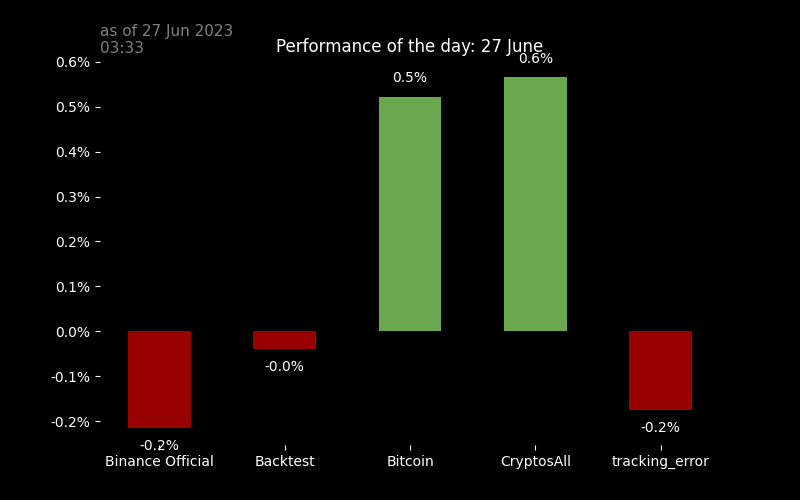 as of 27 Jun 2023
03:33
Performance of the day: 27 June
0.6%
0.5%
0.4%
0.3%
0.2%
0.1%
0.0%
-0.1%
-0.2%
-0.2%
-0.0%
0.5%
0.6%
-0.2%
Binance Official
Backtest
Bitcoin
CryptosAll
tracking_error